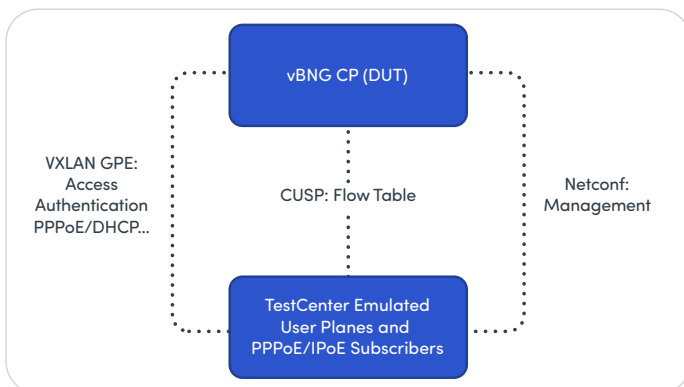 vBNG CP (DUT)
VXLAN GPE:
Access
Authentication
PPPoE/DHCP...
CUSP: Flow Table
Netconf:
Management
TestCenter Emulated
User Planes and
PPPoE/IPoE Subscribers